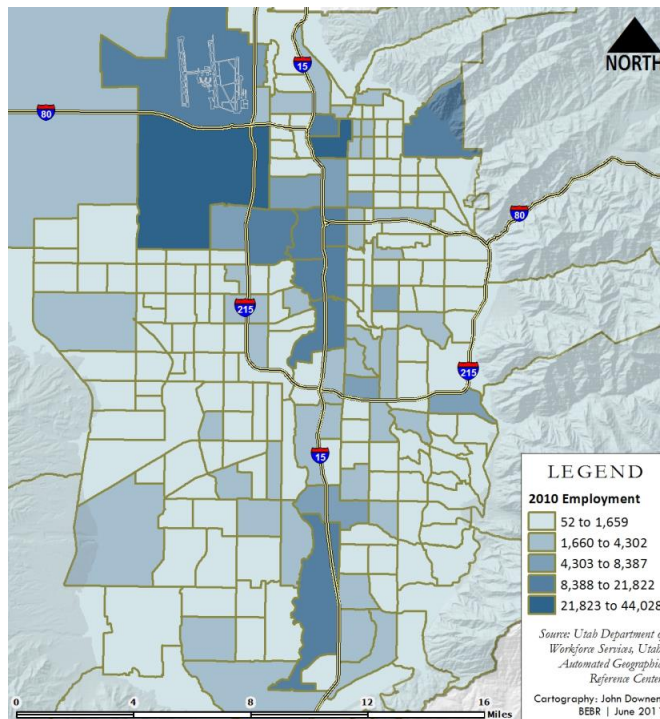 15
NORTH
80
80
215
215
15
LEGEND
2010 Employment
52 to 1,659
1,660 to 4,302
4,303 to 8,387
8,388 to 21,822
21,823 to 44,028
Source: Utah Department of
Workforce Services, Utah
Automated Geographic
Reference Center
Cartography: John Downen
BEBR | June 2011
0 4 8 12 16
Miles